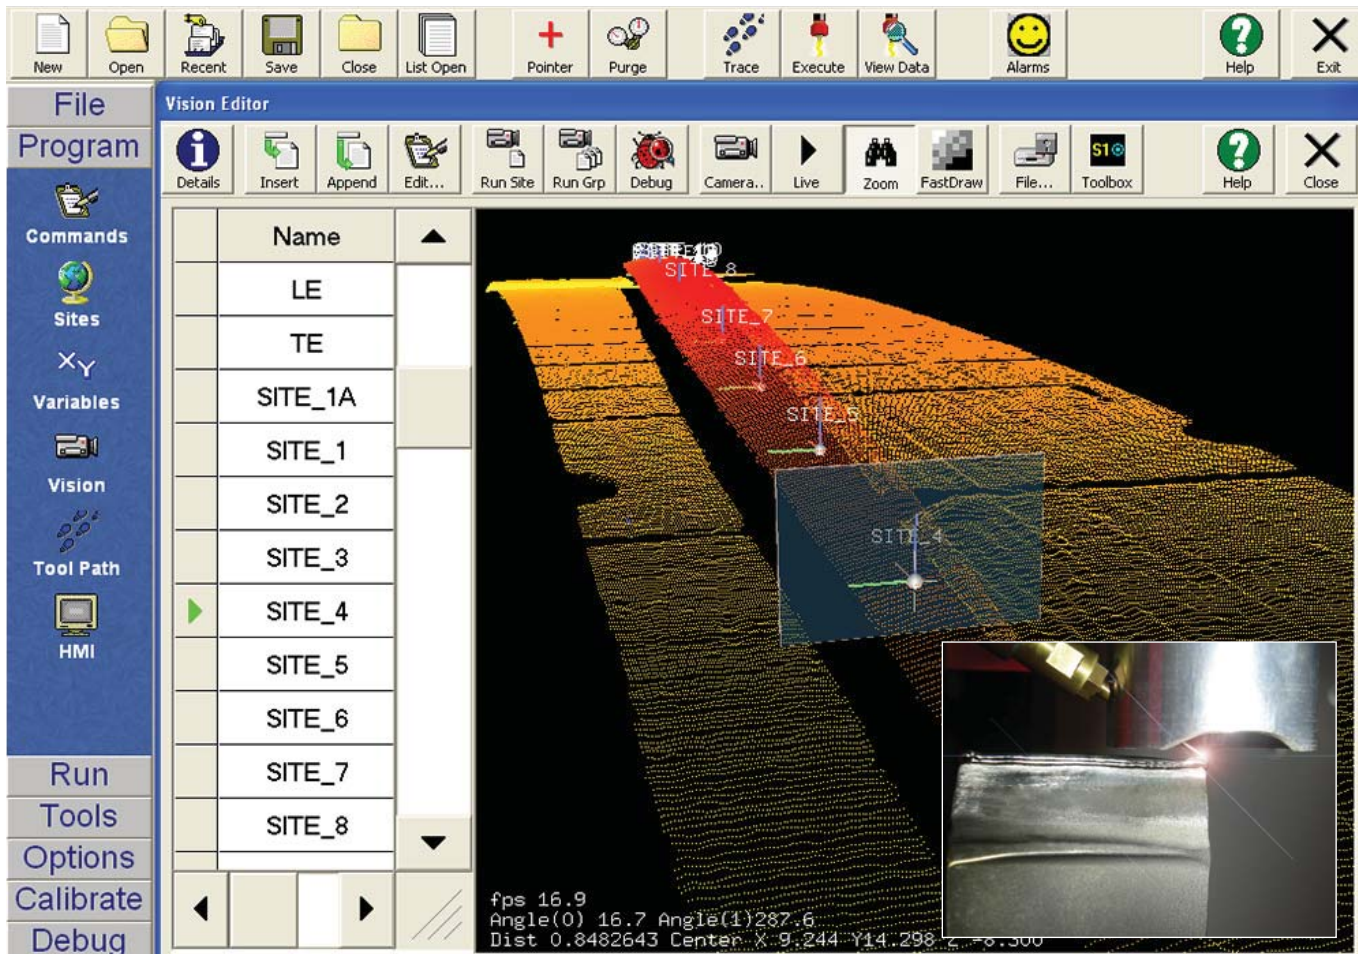 New Open Recent Save Close List Open Pointer Purge Trace Execute View Data Alarms Help Exit
File
Program
Commands
Sites
XY
Variables
Vision
Tool Path
HMI
Run
Tools
Options
Calibrate
Debug
Vision Editor
i S1
Details Insert Append Edit... Run Site Run Grp Debug Camera.. Live Zoom FastDraw File... Toolbox Help Close
Name
LE
TE
SITE_1A
SITE_1
SITE_2
SITE_3
SITE_4
SITE_5
SITE_6
SITE_7
SITE_8
SITE_8
SITE_7
SITE_6
SITE_5
SITE_4
fps 16.9
Angle(0) 16.7 Angle(1)287.6
Dist 0.8482643 Center X 9.244 Y14.298 Z -8.300